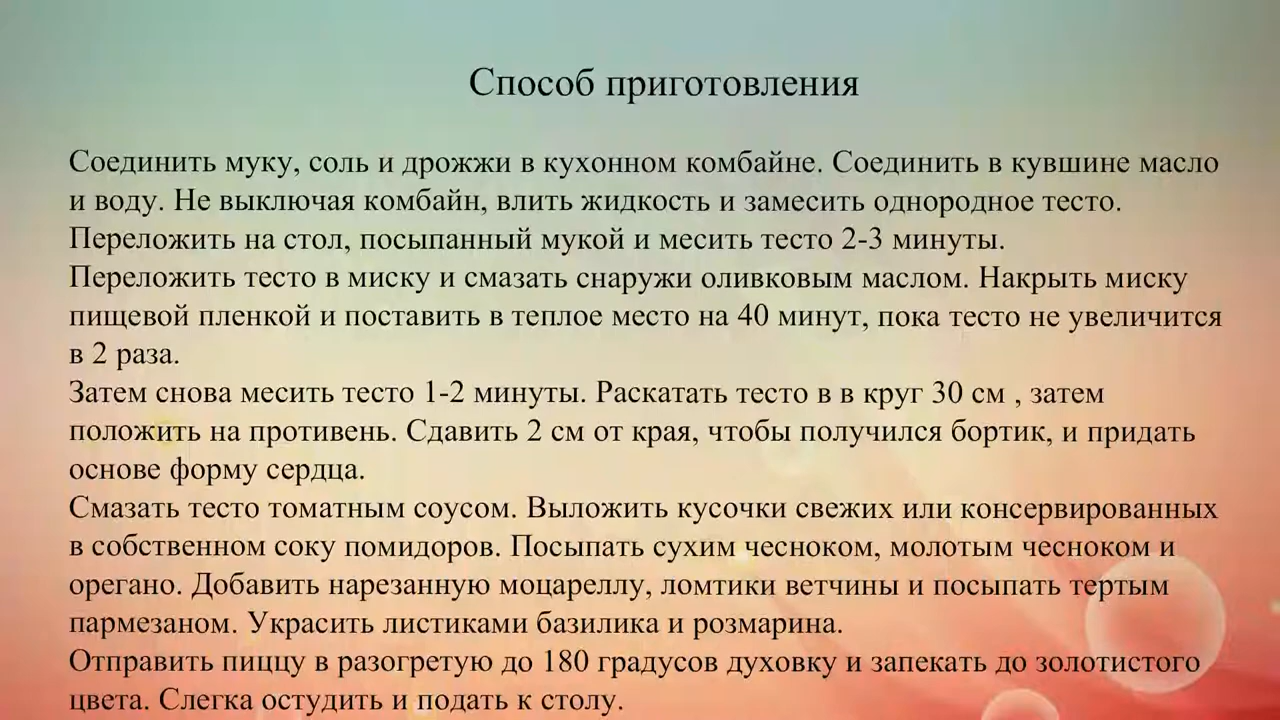 Способ приготовления
Соединить муку, соль и дрожжи в кухонном комбайне. Соединить в кувшине масло
и воду. Не выключая комбайн, влить жидкость и замесить однородное тесто.
Переложить на стол, посыпанный мукой и месить тесто 2-3 минуты.
Переложить тесто в миску и смазать снаружи оливковым маслом. Накрыть миску
пищевой пленкой и поставить в теплое место на 40 минут, пока тесто не увеличится
в 2 раза.
Затем снова месить тесто 1-2 минуты. Раскатать тесто в в круг 30 см , затем
положить на противень. Сдавить 2 см от края, чтобы получился бортик, и придать
основе форму сердца.
Смазать тесто томатным соусом. Выложить кусочки свежих или консервированных
в собственном соку помидоров. Посыпать сухим чесноком, молотым чесноком и
орегано. Добавить нарезанную моцареллу, ломтики ветчины и посыпать тертым
пармезаном. Украсить листиками базилика и розмарина.
Отправить пиццу в разогретую до 180 градусов духовку и запекать до золотистого
цвета. Слегка остудить и подать к столу.